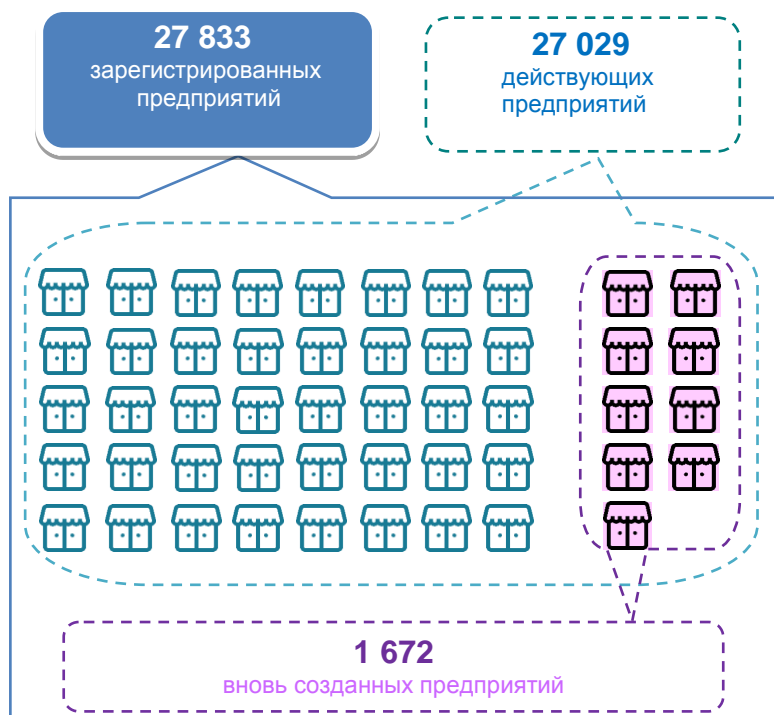 27 833
зарегистрированных
предприятий
27 029
действующих
предприятий
1 672
вновь созданных предприятий